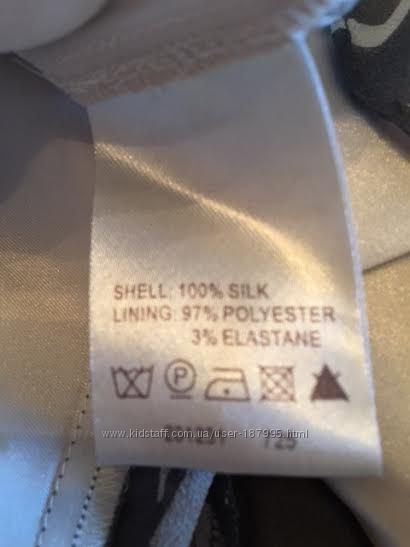 SHELL: 100% SILK
LINING: 97% POLYESTER
3% ELASTANE
P
www.kidstaff.com.ua/user-187995.html